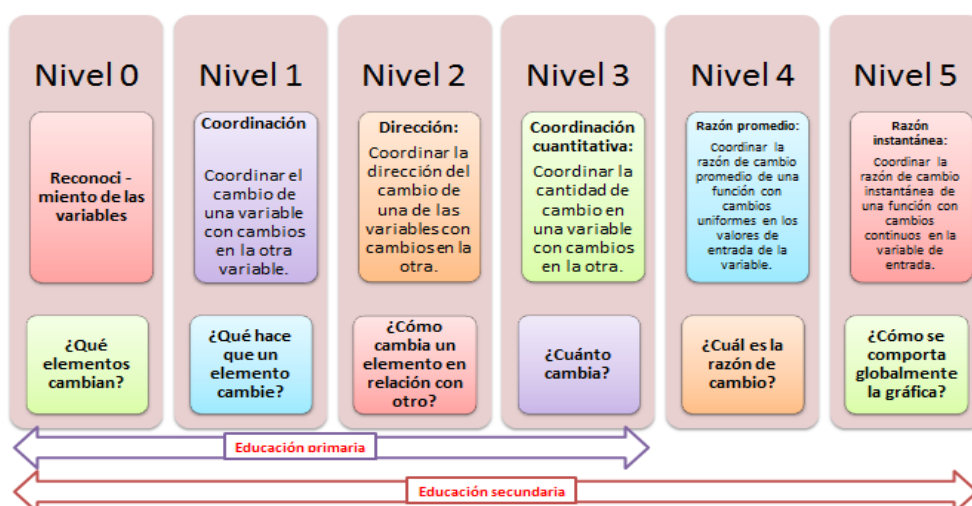 Nivel 0
Reconoci -
miento de las
variables
¿Qué
elementos
cambian?
Nivel 1
Coordinación
Coordinar el
cambio de
una variable
con cambios
en la otra
variable.
¿Qué hace
que un
elemento
cambie?
Nivel 2
Dirección:
Coordinar la
dirección del
cambio de
una de las
variables con
cambios en la
otra.
¿Cómo
cambia un
elemento en
relación con
otro?
Nivel 3
Coordinación
cuantitativa:
Coordinar la
cantidad de
cambio en
una variable
con cambios
en la otra.
¿Cuánto
cambia?
Nivel 4
Razón promedio:
Coordinar la
razón de cambio
promedio de una
función con
cambios
uniformes en los
valores de
entrada de la
variable.
¿Cuál es la
razón de
cambio?
Nivel 5
Razón
instantánea:
Coordinar la
razón de cambio
instantánea de
una función con
cambios
continuos en la
variable de
entrada.
¿Cómo se
comporta
globalmente
la gráfica?
Educación primaria
Educación secundaria